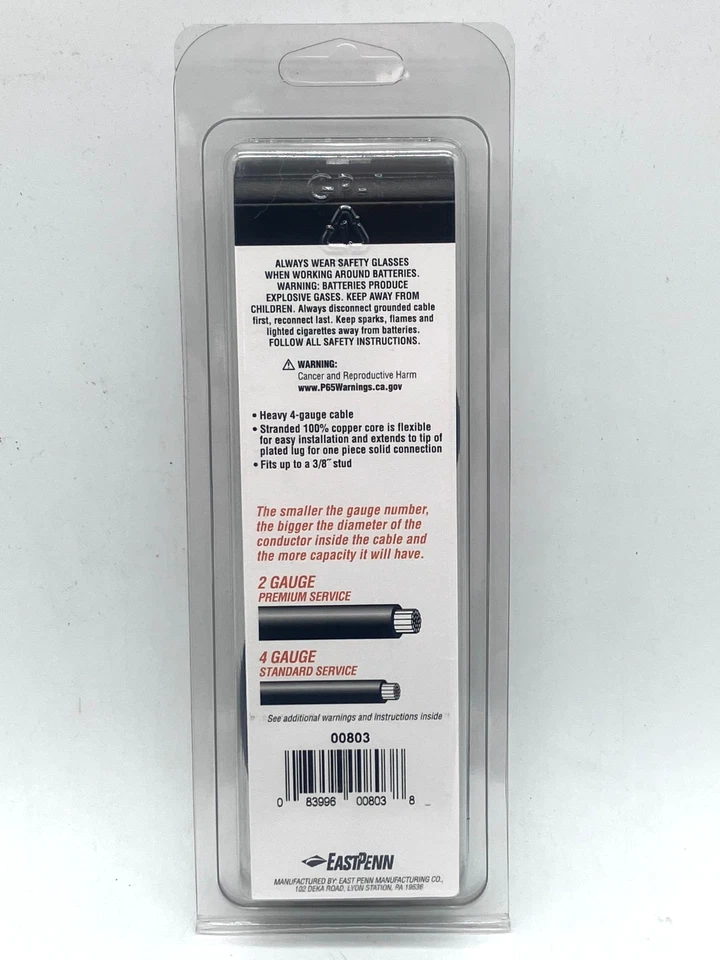 ALWAYS WEAR SAFETY GLASSES
WHEN WORKING AROUND BATTERIES.
WARNING: BATTERIES PRODUCE
EXPLOSIVE GASES. KEEP AWAY FROM
CHILDREN. Always disconnect grounded cable
first, reconnect last. Keep sparks, flames and
lighted cigarettes away from batteries.
FOLLOW ALL SAFETY INSTRUCTIONS.
⚠ WARNING:
Cancer and Reproductive Harm
www.P65Warnings.ca.gov
• Heavy 4-gauge cable
• Stranded 100% copper core is flexible
for easy installation and extends to tip of
plated lug for one piece solid connection
• Fits up to a 3/8˝ stud
The smaller the gauge number,
the bigger the diameter of the
conductor inside the cable and
the more capacity it will have.
2 GAUGE
PREMIUM SERVICE
4 GAUGE
STANDARD SERVICE
See additional warnings and instructions inside
00803
0 83996 00803 8
EASTPENN
MANUFACTURED BY: EAST PENN MANUFACTURING CO.,
102 DEKA ROAD, LYON STATION, PA 19536